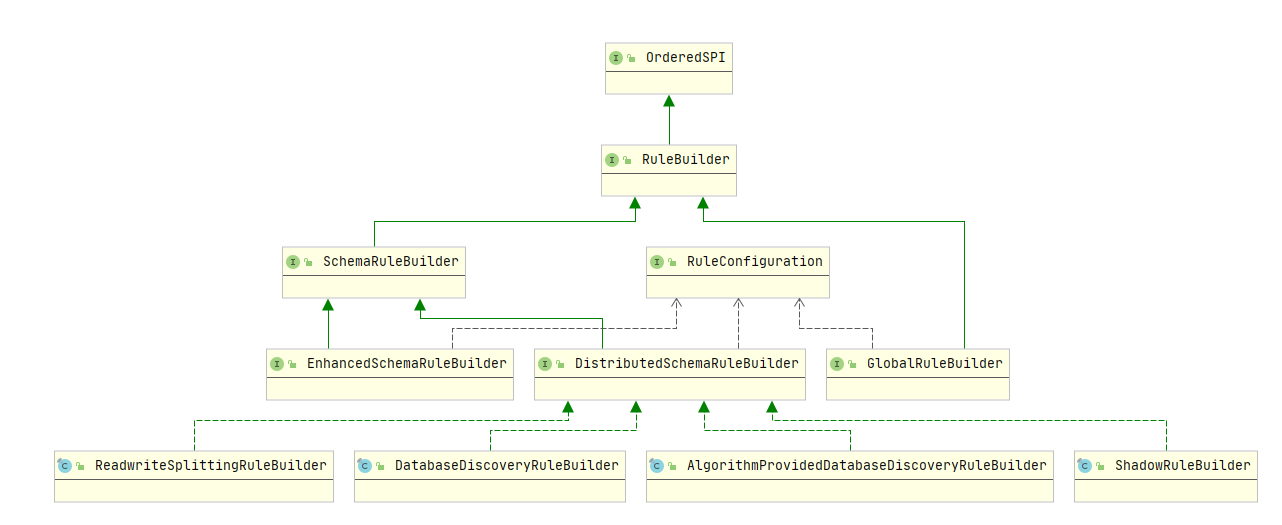 I OrderedSPI
I RuleBuilder
I SchemaRuleBuilder
I RuleConfiguration
I EnhancedSchemaRuleBuilder
I DistributedSchemaRuleBuilder
I GlobalRuleBuilder
C ReadwriteSplittingRuleBuilder
C DatabaseDiscoveryRuleBuilder
C AlgorithmProvidedDatabaseDiscoveryRuleBuilder
C ShadowRuleBuilder